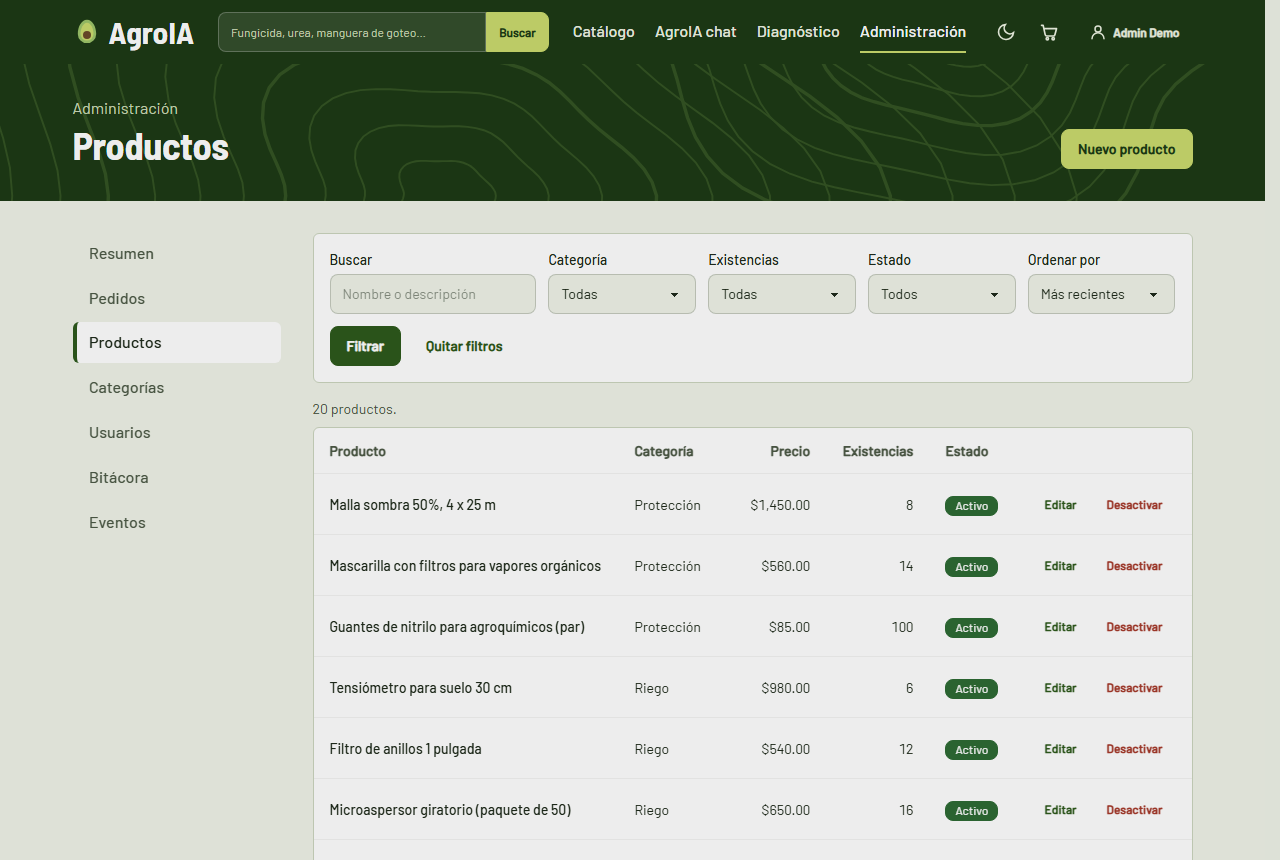 AgroIA
Fungicida, urea, manguera de goteo...
Buscar
Catálogo
AgroIA chat
Diagnóstico
Administración
Admin Demo
Administración
Productos
Nuevo producto
Resumen
Pedidos
Productos
Categorías
Usuarios
Bitácora
Eventos
Buscar Categoría Existencias Estado Ordenar por
Nombre o descripción Todas Todas Todos Más recientes
Filtrar Quitar filtros
20 productos.
Producto Categoría Precio Existencias Estado
Malla sombra 50%, 4 x 25 m Protección $1,450.00 8 Activo Editar Desactivar
Mascarilla con filtros para vapores orgánicos Protección $560.00 14 Activo Editar Desactivar
Guantes de nitrilo para agroquímicos (par) Protección $85.00 100 Activo Editar Desactivar
Tensiómetro para suelo 30 cm Riego $980.00 6 Activo Editar Desactivar
Filtro de anillos 1 pulgada Riego $540.00 12 Activo Editar Desactivar
Microaspersor giratorio (paquete de 50) Riego $650.00 16 Activo Editar Desactivar